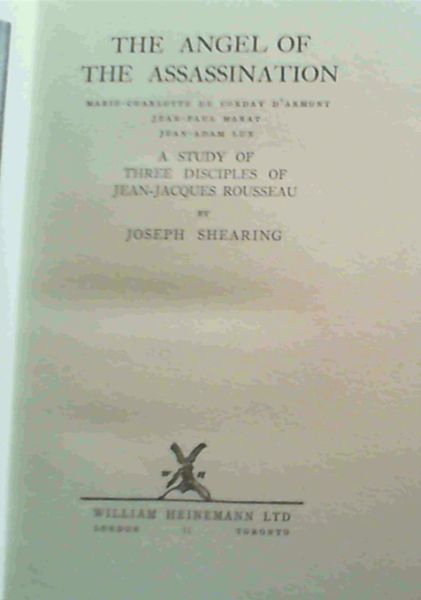 THE ANGEL OF
THE ASSASSINATION
MARIE-CHARLOTTE DE CORDAY D'ARMONT
JEAN-PAUL MARAT
JEAN-ADAM LUX
A STUDY OF
THREE DISCIPLES OF
JEAN-JACQUES ROUSSEAU
BY
JOSEPH SHEARING
WILLIAM HEINEMANN LTD
LONDON :: TORONTO